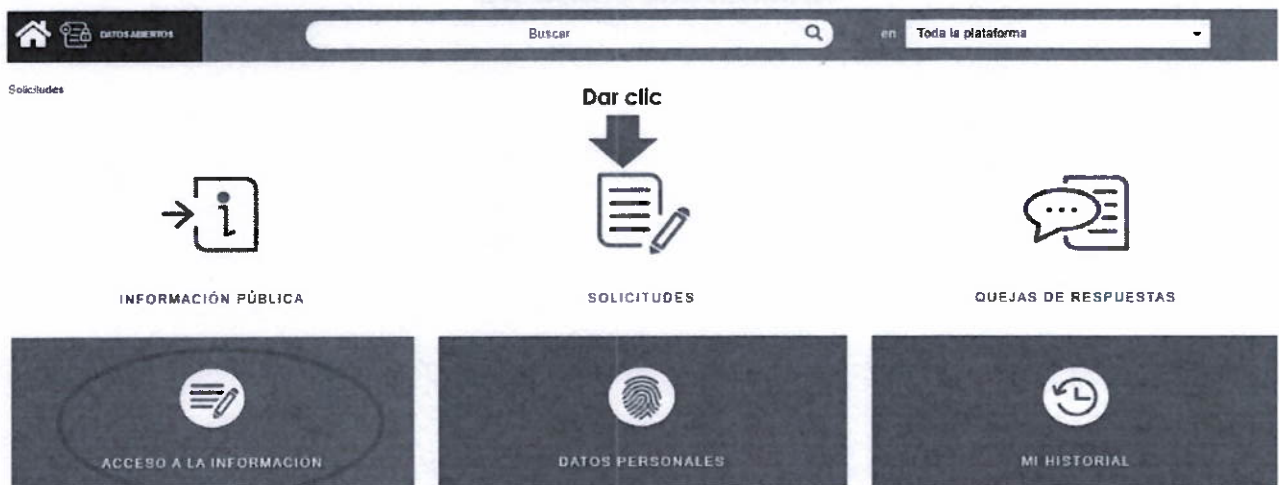 DATOS ABIERTOS
Buscar
en
Toda la plataforma
Solicitudes
Dar clic
INFORMACIÓN PÚBLICA
SOLICITUDES
QUEJAS DE RESPUESTAS
ACCESO A LA INFORMACIÓN
DATOS PERSONALES
MI HISTORIAL